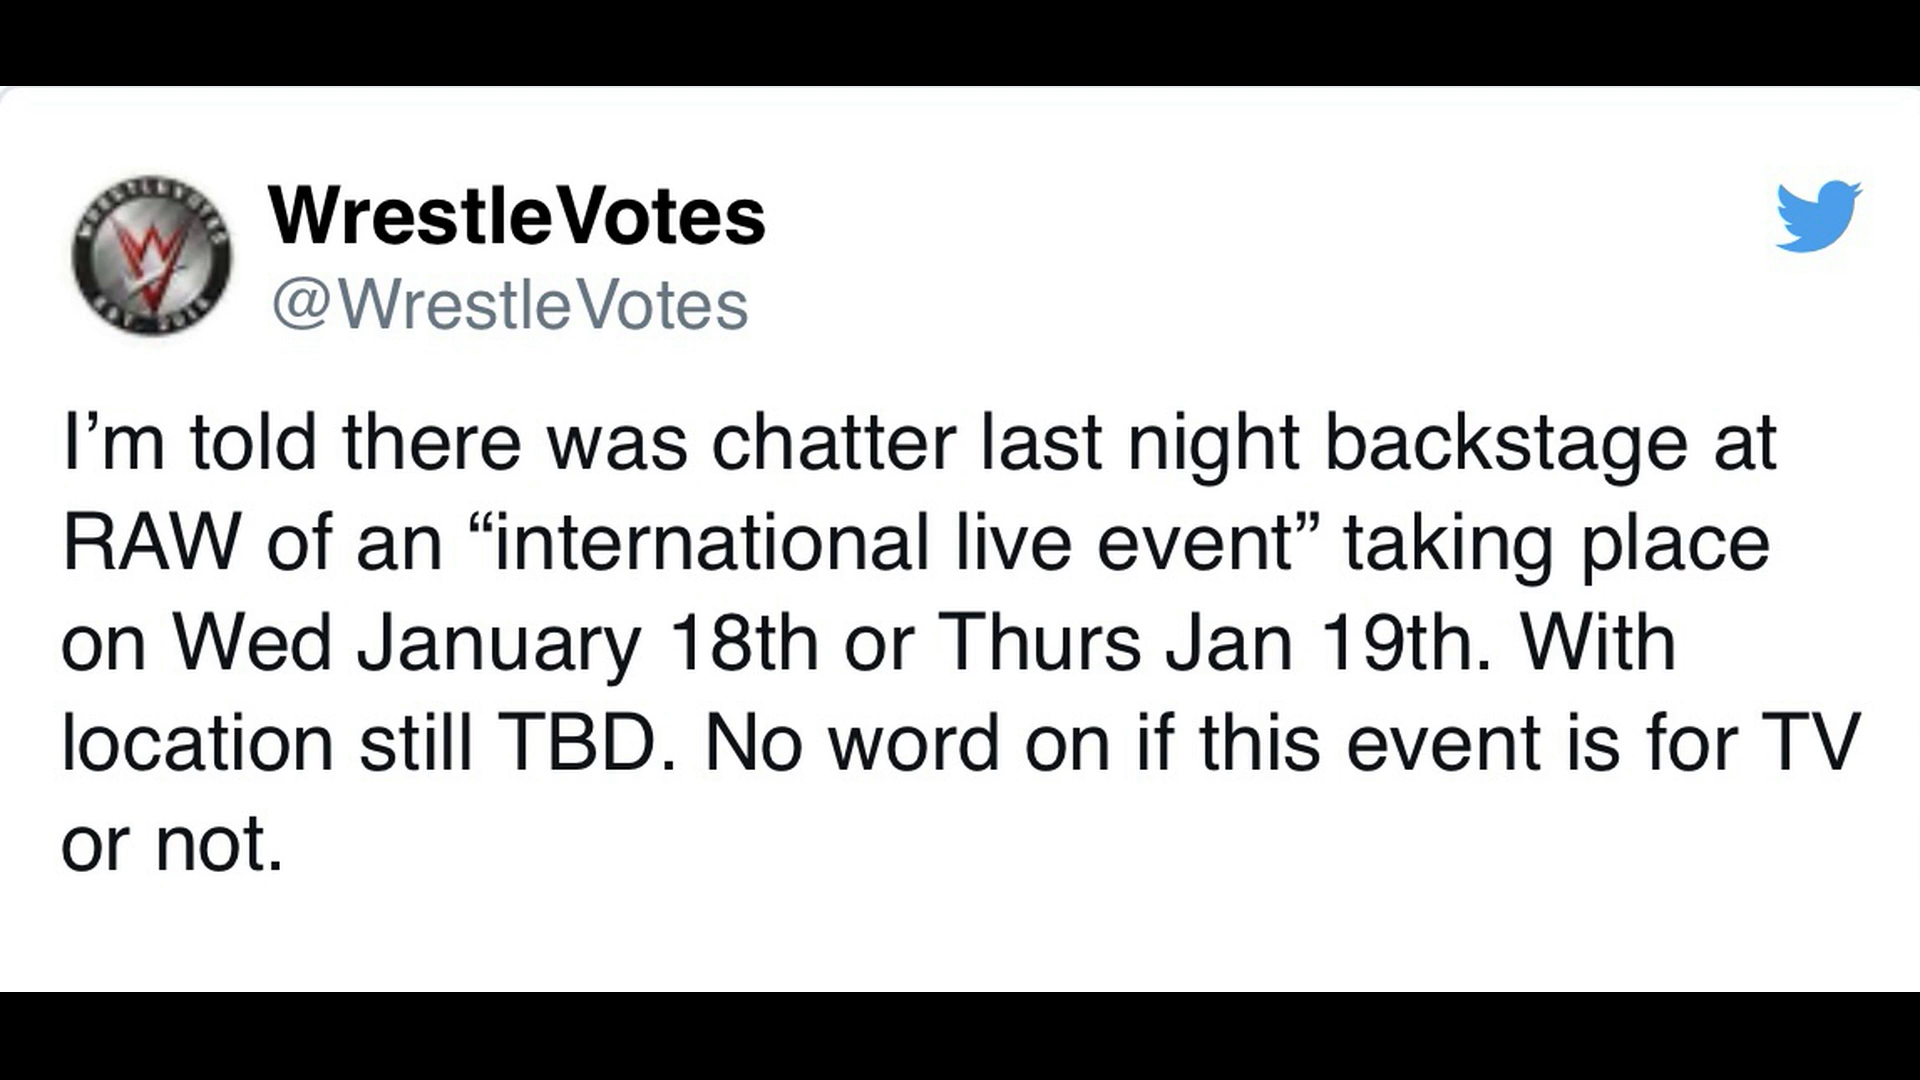 WrestleVotes
@WrestleVotes
I’m told there was chatter last night backstage at
RAW of an “international live event” taking place
on Wed January 18th or Thurs Jan 19th. With
location still TBD. No word on if this event is for TV
or not.